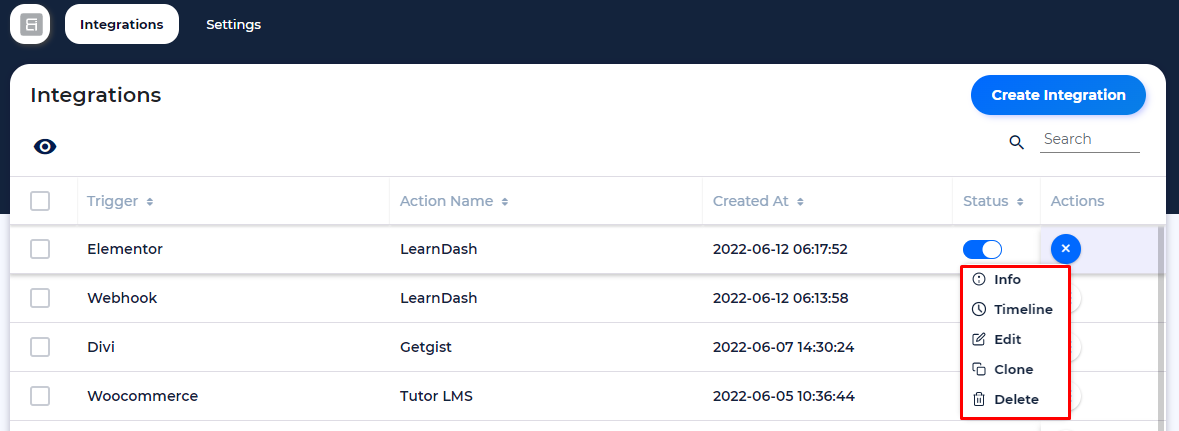 Integrations
Settings
Integrations
Create Integration
Search
Trigger Action Name Created At Status Actions
Elementor LearnDash 2022-06-12 06:17:52
Info
Webhook LearnDash 2022-06-12 06:13:58
Timeline
Divi Getgist 2022-06-07 14:30:24
Edit
Clone
Woocommerce Tutor LMS 2022-06-05 10:36:44
Delete